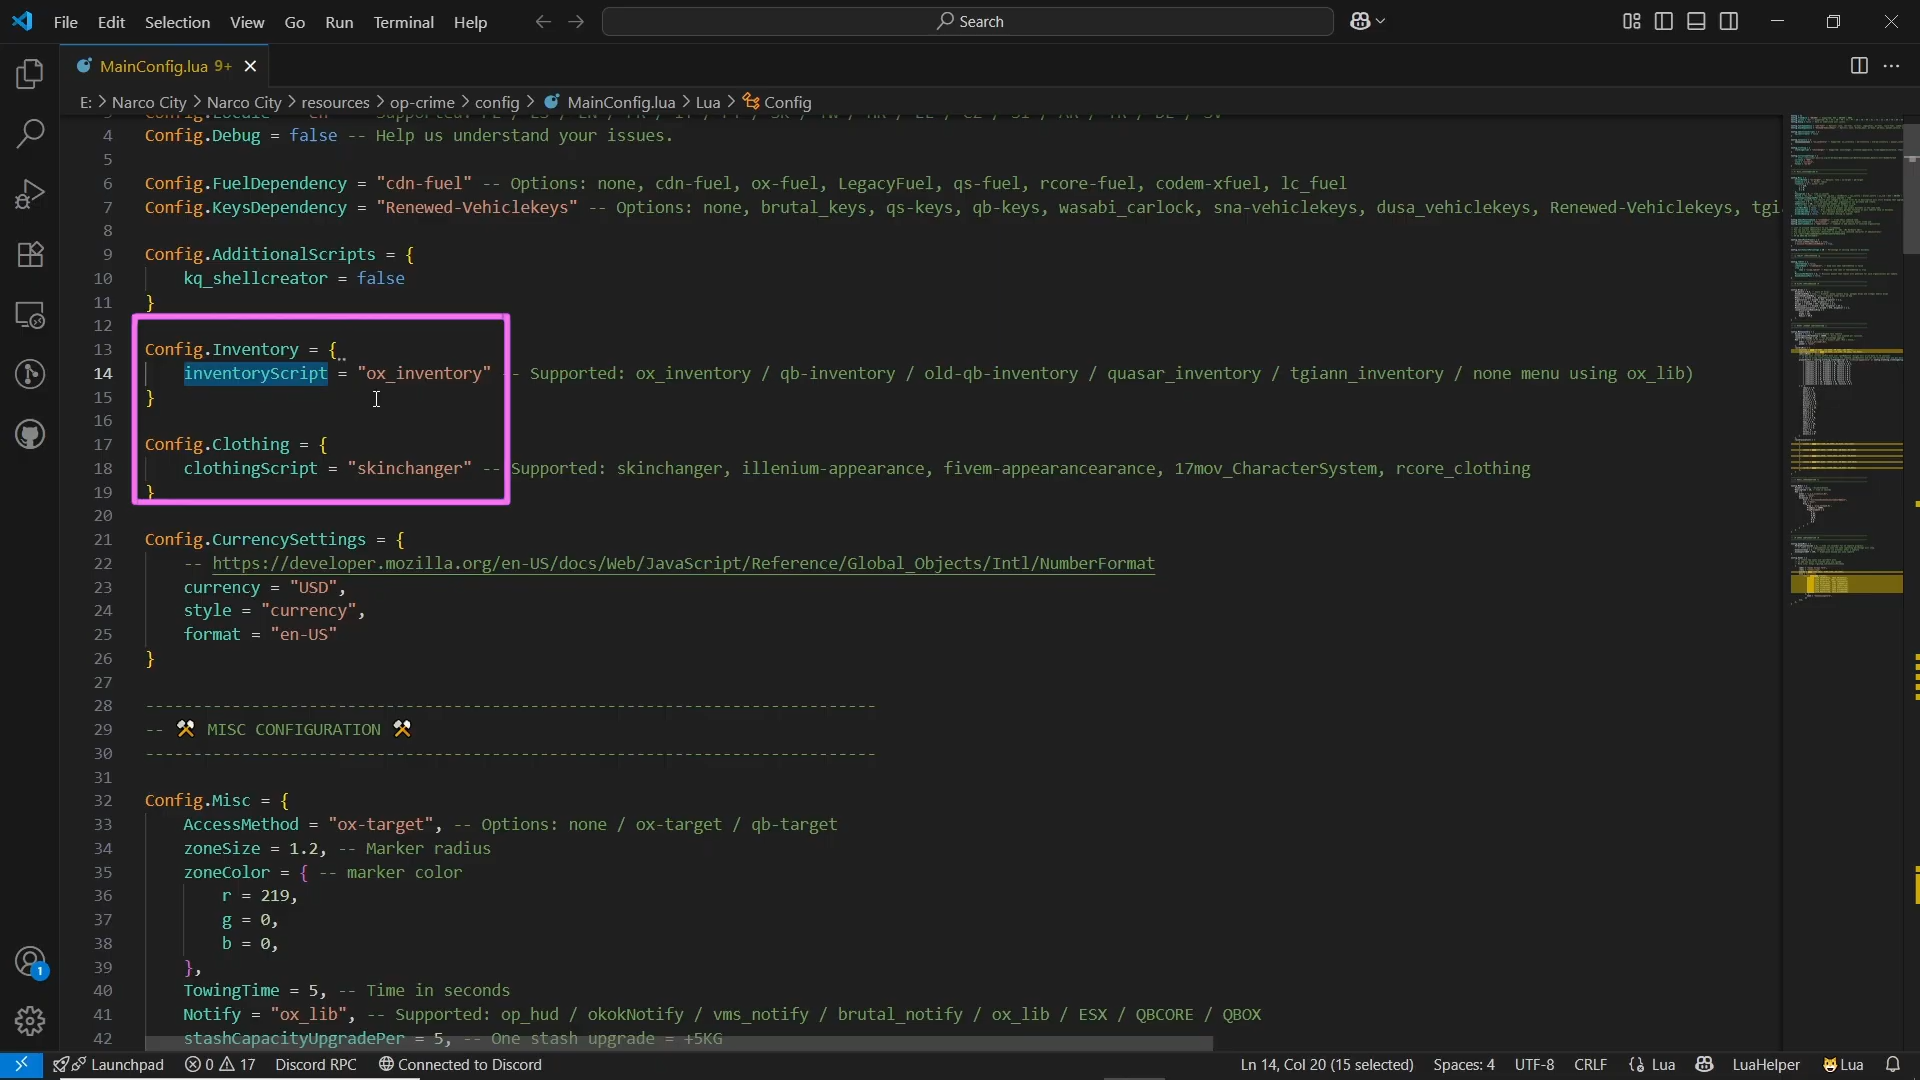 File Edit Selection View Go Run Terminal Help Search
MainConfig.lua 9+
E: > Narco City > Narco City > resources > op-crime > config > MainConfig.lua > Lua > Config
4 Config.Debug = false -- Help us understand your issues.
5
6 Config.FuelDependency = "cdn-fuel" -- Options: none, cdn-fuel, ox-fuel, LegacyFuel, qs-fuel, rcore-fuel, codem-xfuel, lc_fuel
7 Config.KeysDependency = "Renewed-Vehiclekeys" -- Options: none, brutal_keys, qs-keys, qb-keys, wasabi_carlock, sna-vehiclekeys, dusa_vehiclekeys, Renewed-Vehiclekeys, tgi
8
9 Config.AdditionalScripts = {
10 kq_shellcreator = false
11 }
12
13 Config.Inventory = {
14 inventoryScript = "ox_inventory" -- Supported: ox_inventory / qb-inventory / old-qb-inventory / quasar_inventory / tgiann_inventory / none menu using ox_lib)
15 }
16
17 Config.Clothing = {
18 clothingScript = "skinchanger" -- Supported: skinchanger, illenium-appearance, fivem-appearancearance, 17mov_CharacterSystem, rcore_clothing
19 }
20
21 Config.CurrencySettings = {
22 -- https://developer.mozilla.org/en-US/docs/Web/JavaScript/Reference/Global_Objects/Intl/NumberFormat
23 currency = "USD",
24 style = "currency",
25 format = "en-US"
26 }
27
28 ----------------------------------------------------------------------------
29 -- ⚒️ MISC CONFIGURATION ⚒️
30 ----------------------------------------------------------------------------
31
32 Config.Misc = {
33 AccessMethod = "ox-target", -- Options: none / ox-target / qb-target
34 zoneSize = 1.2, -- Marker radius
35 zoneColor = { -- marker color
36 r = 219,
37 g = 0,
38 b = 0,
39 },
40 TowingTime = 5, -- Time in seconds
41 Notify = "ox_lib", -- Supported: op_hud / okokNotify / vms_notify / brutal_notify / ox_lib / ESX / QBCORE / QBOX
42 stashCapacityUpgradePer = 5, -- One stash upgrade = +5KG
1
Launchpad 0 17 Discord RPC Connected to Discord Ln 14, Col 20 (15 selected) Spaces: 4 UTF-8 CRLF {} Lua LuaHelper Lua